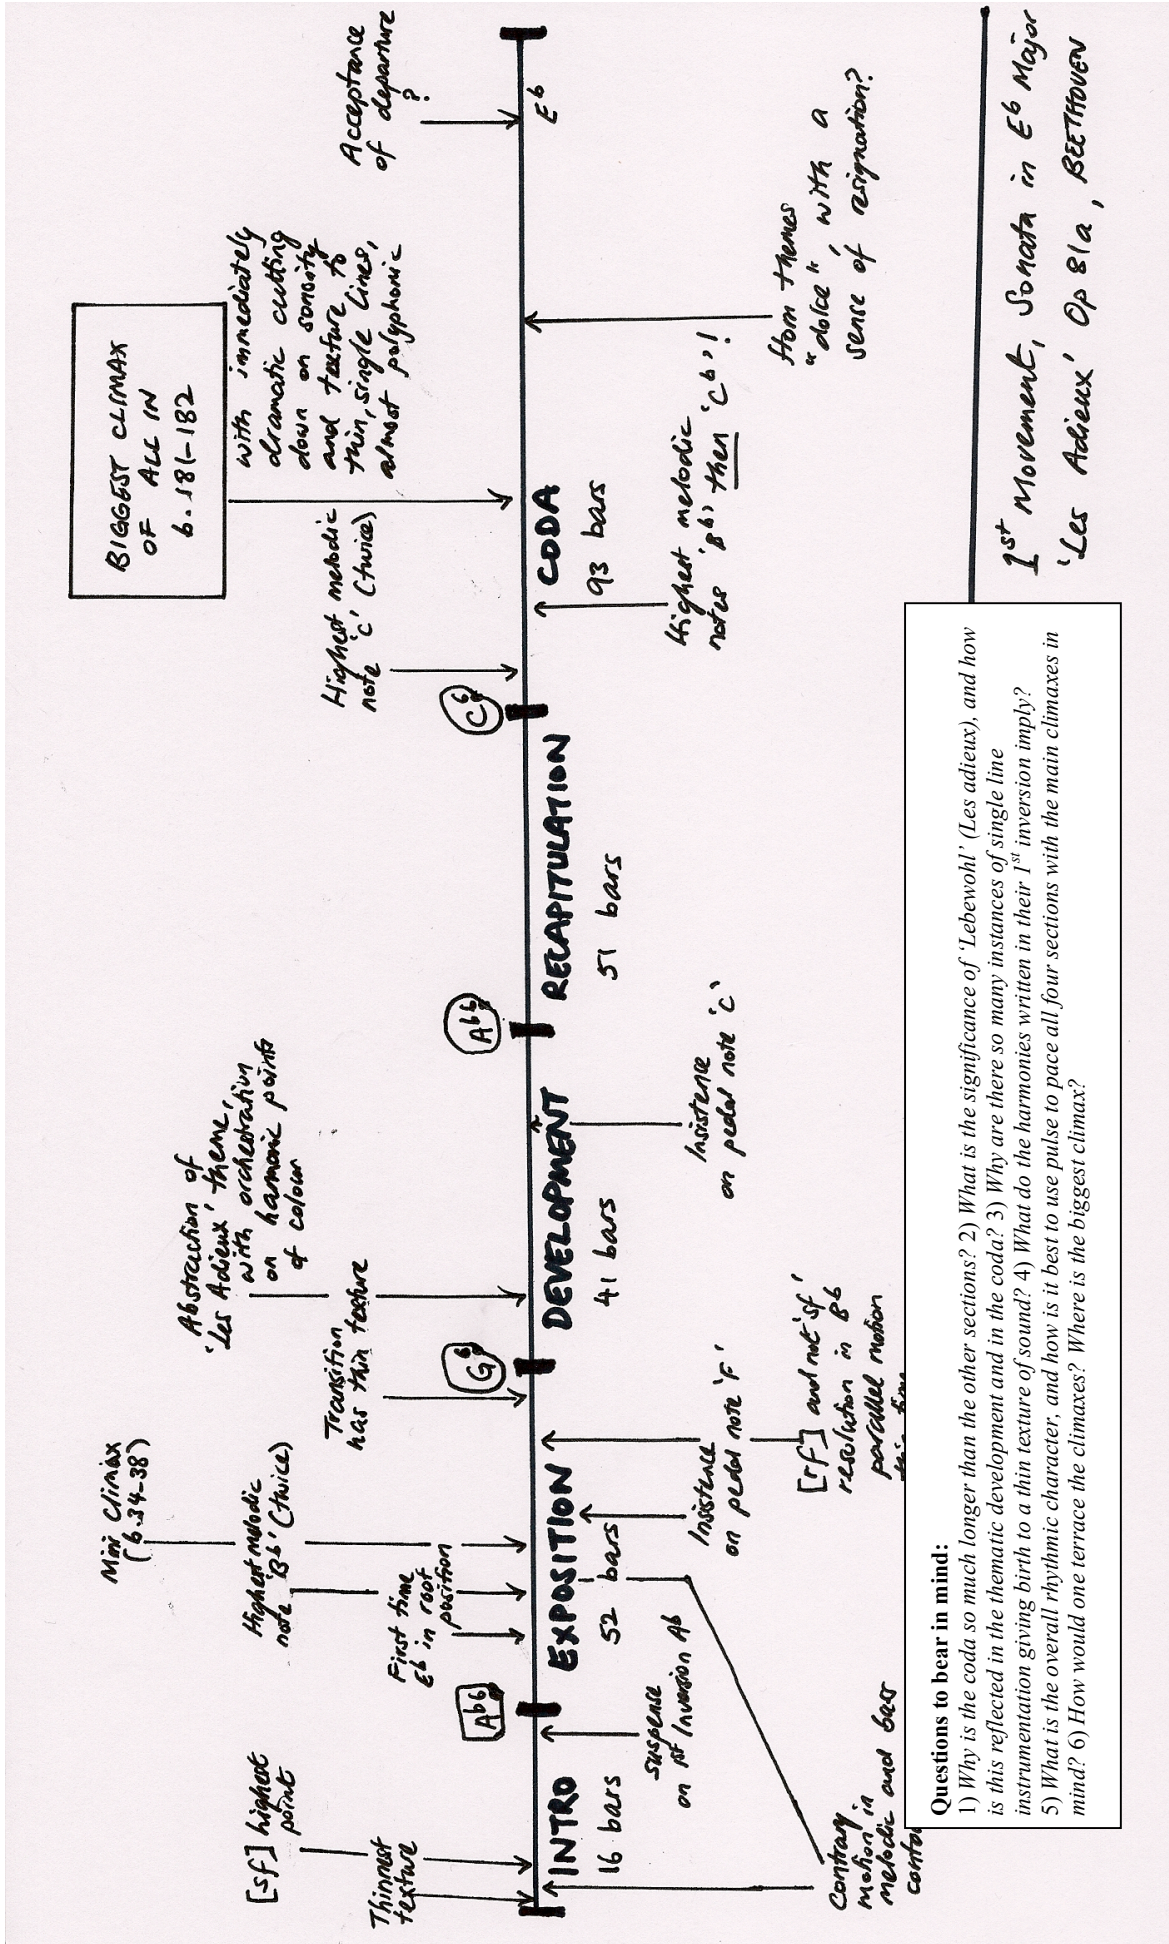 Mini Climax
(b.34-38)
Highest melodic
note 'Bb' (twice)
First time
Eb in root
position
[sf] highest
point
Thinnest
texture
Abstraction of
'Les Adieux' theme,
with orchestration
on harmonic points
of colour
Transition
has thin texture
BIGGEST CLIMAX
OF ALL IN
b.181-182
with immediately
dramatic cutting
down on sonority
and texture to
thin, single lines,
almost polyphonic
Highest melodic
note 'C' (twice)
Acceptance
of departure
?
Ab6
G6
Ab6
C6
Eb
INTRO
16 bars
EXPOSITION
52 bars
DEVELOPMENT
41 bars
RECAPITULATION
51 bars
CODA
93 bars
suspense
on 1st Inversion Ab
Insistence
on pedal note 'F'
[rf] and not 'sf'
resolution in Bb
parallel motion
this time
Insistence
on pedal note 'C'
Highest melodic
notes 'Bb' then 'Cb'!
Horn themes
"dolce", with a
sense of resignation?
Contrary
motion in
melodic and bass
1st Movement, Sonata in Eb Major
'Les Adieux' Op 81a, BEETHOVEN
Questions to bear in mind:
1) Why is the coda so much longer than the other sections? 2) What is the significance of 'Lebewohl' (Les adieux), and how
is this reflected in the thematic development and in the coda? 3) Why are there so many instances of single line
instrumentation giving birth to a thin texture of sound? 4) What do the harmonies written in their 1st inversion imply?
5) What is the overall rhythmic character, and how is it best to use pulse to pace all four sections with the main climaxes in
mind? 6) How would one terrace the climaxes? Where is the biggest climax?